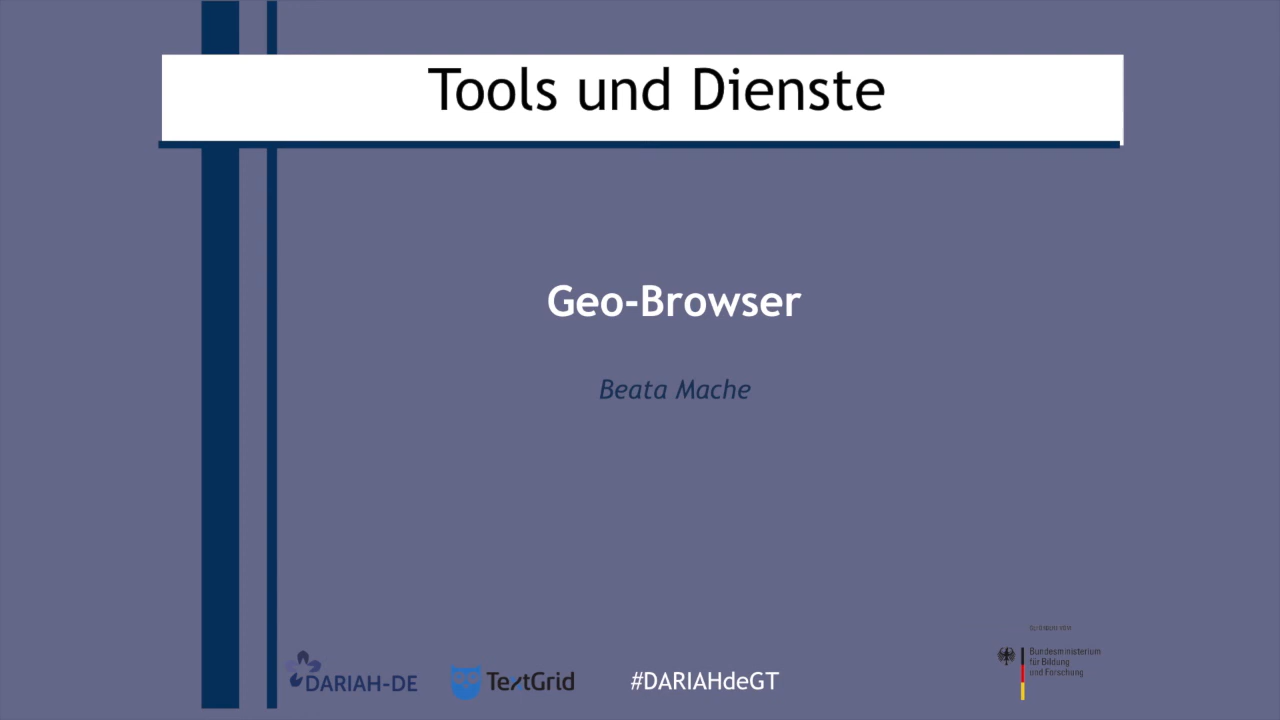 Tools und Dienste
Geo-Browser
Beata Mache
DARIAH-DE
TextGrid
#DARIAHdeGT
Bundesministerium
für Bildung
und Forschung